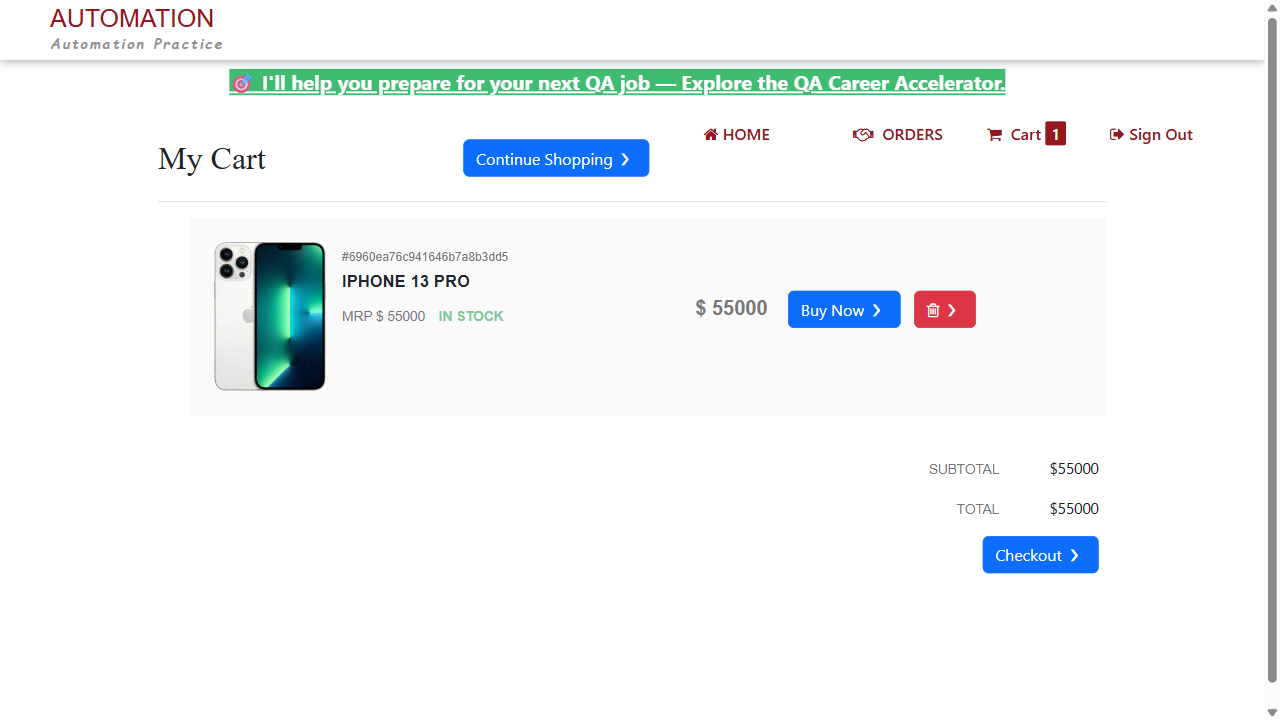 AUTOMATION
Automation Practice
🎯 I'll help you prepare for your next QA job — Explore the QA Career Accelerator.
HOME
ORDERS
Cart 1
Sign Out
My Cart
Continue Shopping ❯
#6960ea76c941646b7a8b3dd5
IPHONE 13 PRO
MRP $ 55000 IN STOCK
$ 55000
Buy Now ❯
❯
SUBTOTAL $55000
TOTAL $55000
Checkout ❯